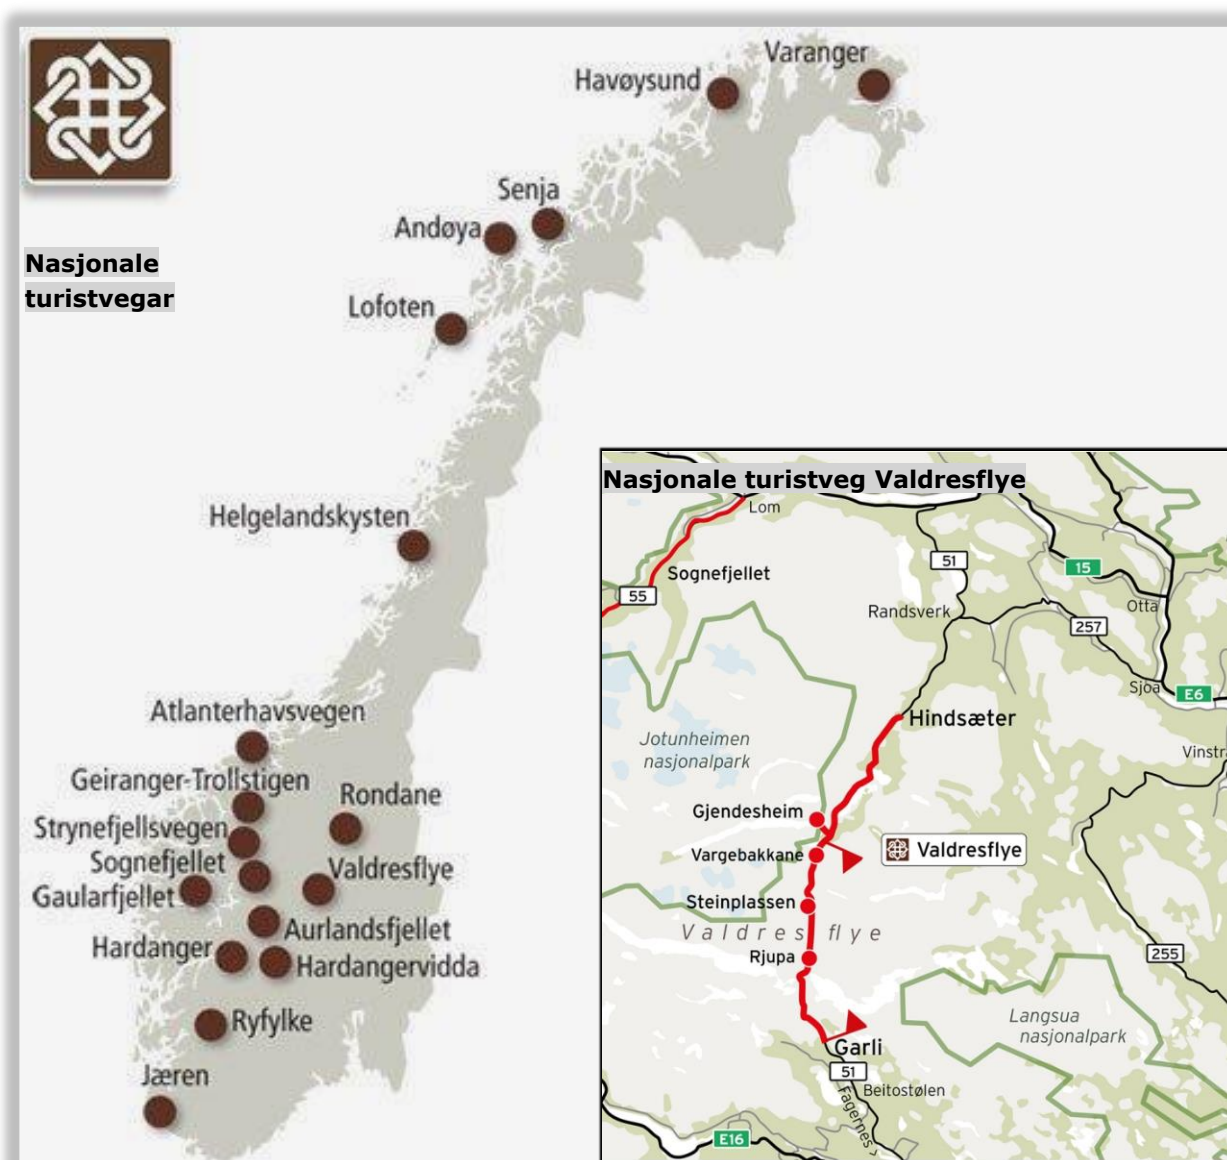 Varanger
Havøysund
Senja
Andøya
Nasjonale
turistvegar
Lofoten
Helgelandskysten
Atlanterhavsvegen
Geiranger-Trollstigen
Rondane
Strynefjellsvegen
Sognefjellet
Valdresflye
Gaularfjellet
Aurlandsfjellet
Hardanger
Hardangervidda
Ryfylke
Jæren
Nasjonale turistveg Valdresflye
Lom
51
15
Sognefjellet
55
Randsverk
Otta
257
Sjoa
E6
Hindsæter
Jotunheimen
nasjonalpark
Vinstr
Gjendesheim
Vargebakkane
Valdresflye
Steinplassen
Valdresflye
Rjupa
255
Langsua
nasjonalpark
Garli
51
Beitostølen
Fagernes >
E16